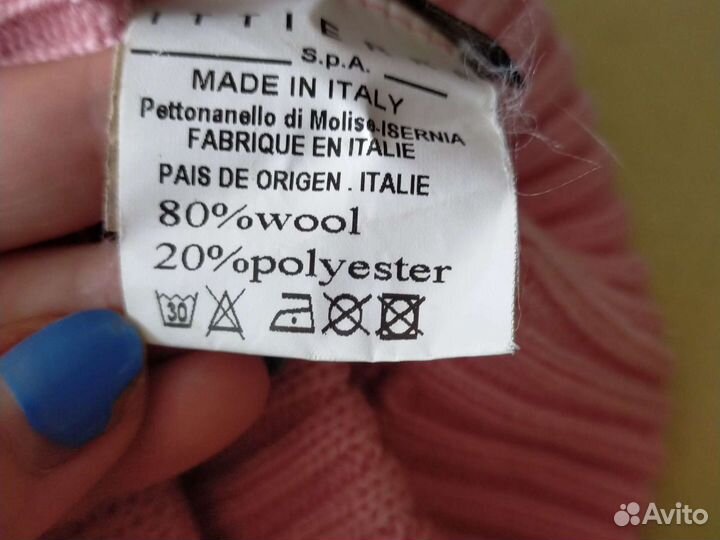 S.p.A.
MADE IN ITALY
Pettonanello di Molise-ISERNIA
FABRIQUE EN ITALIE
PAIS DE ORIGEN . ITALIE
80%wool
20%polyester
30
Avito